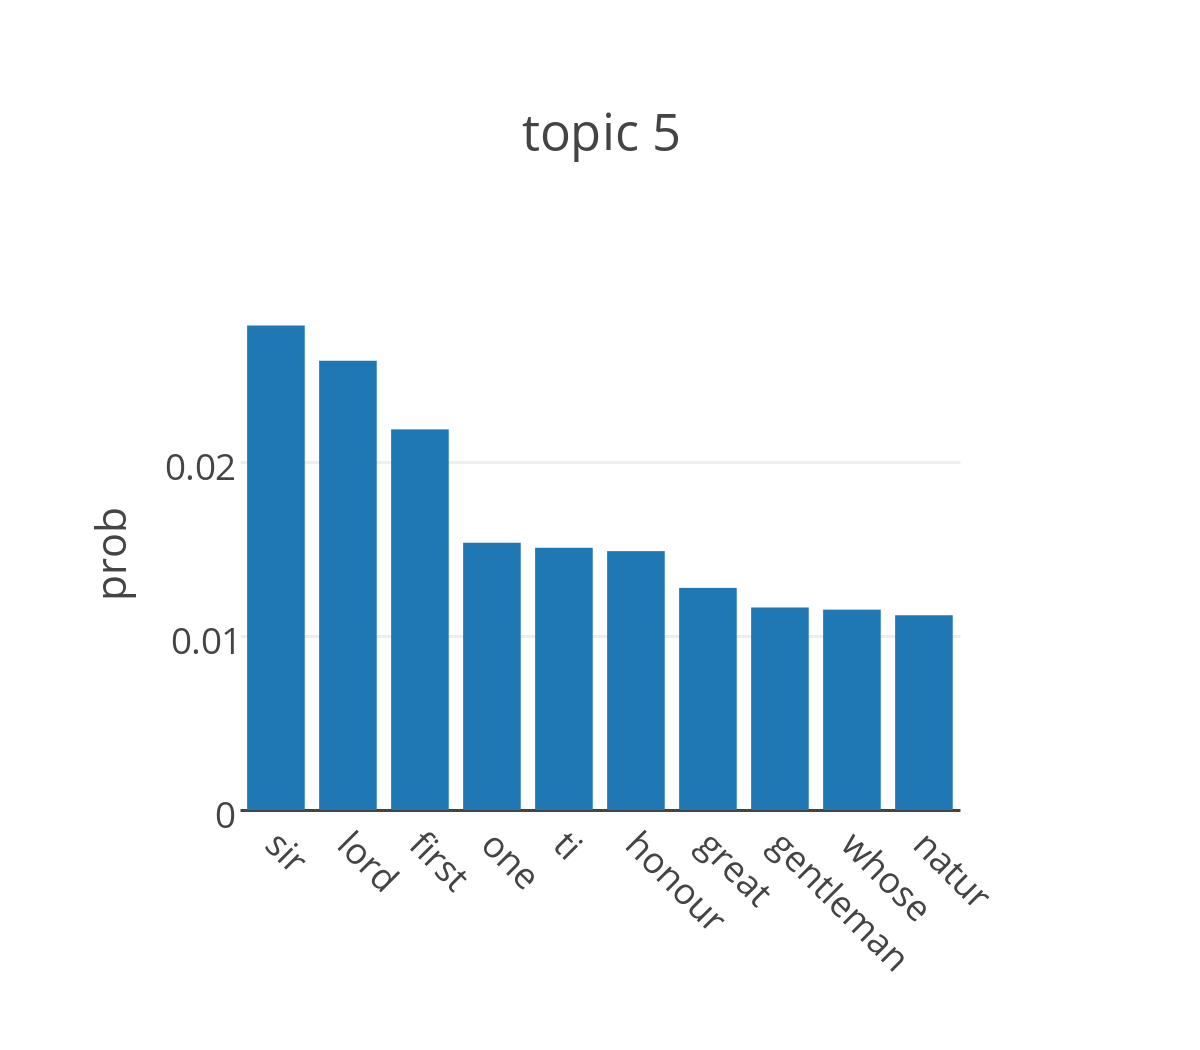 topic 5
prob
0.02
0.01
0
sir
lord
first
one
ti
honour
great
gentleman
whose
natur